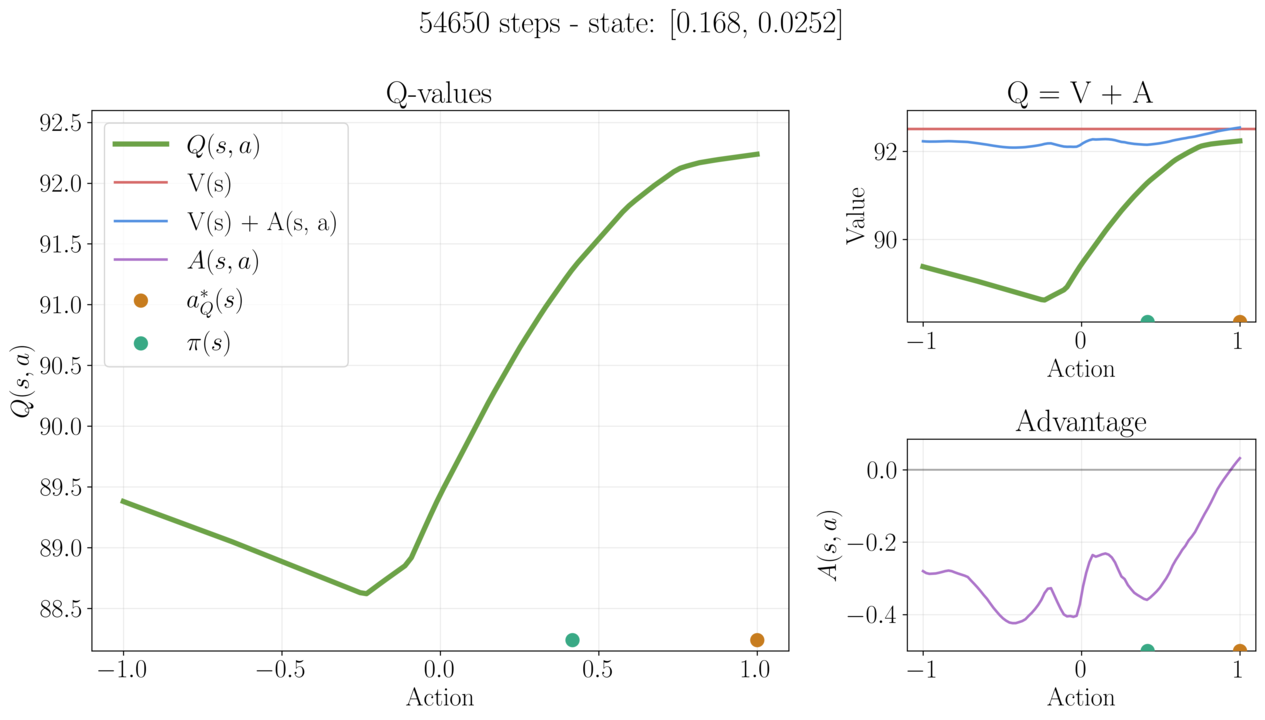 54650 steps - state: [0.168, 0.0252]
Q-values
Q(s, a)
92.5
92.0
91.5
91.0
90.5
90.0
89.5
89.0
88.5
−1.0
−0.5
0.0
0.5
1.0
Action
Q(s, a)
V(s)
V(s) + A(s, a)
A(s, a)
a*Q(s)
π(s)
Q = V + A
Value
92
90
−1
0
1
Action
Advantage
A(s, a)
0.0
−0.2
−0.4
−1
0
1
Action